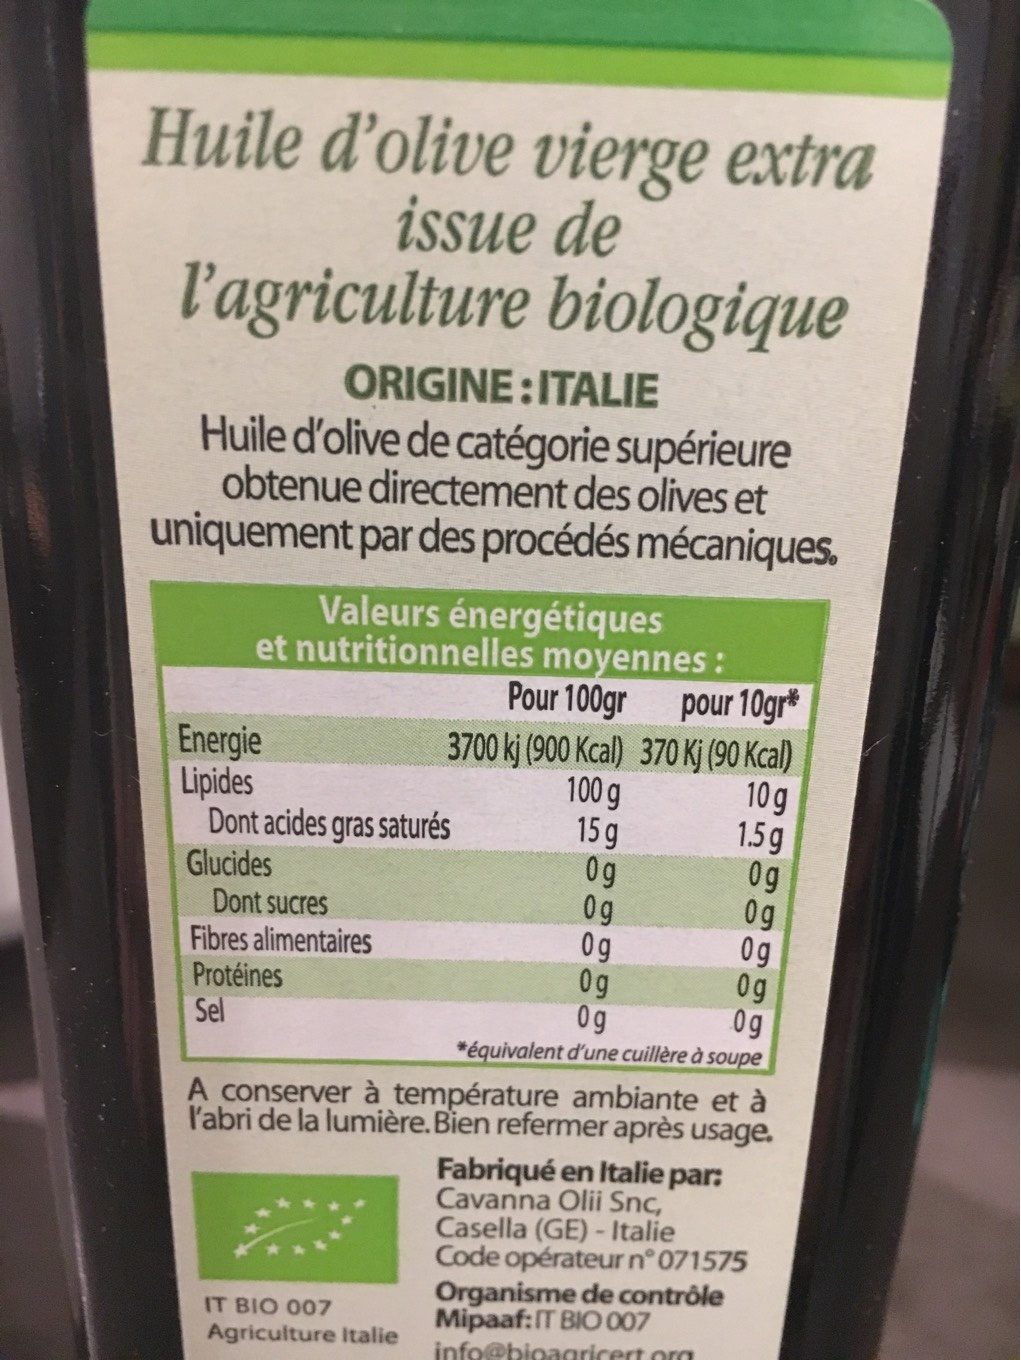 Huile d'olive vierge extra
issue de
l'agriculture biologique
ORIGINE : ITALIE
Huile d'olive de catégorie supérieure
obtenue directement des olives et
uniquement par des procédés mécaniques.
Valeurs énergétiques
et nutritionnelles moyennes :
Pour 100gr pour 10gr*
Energie 3700 kj (900 Kcal) 370 Kj (90 Kcal)
Lipides 100 g 10 g
Dont acides gras saturés 15 g 1.5 g
Glucides 0 g 0 g
Dont sucres 0 g 0 g
Fibres alimentaires 0 g 0 g
Protéines 0 g 0 g
Sel 0 g 0 g
*équivalent d'une cuillère à soupe
A conserver à température ambiante et à
l'abri de la lumière. Bien refermer après usage.
Fabriqué en Italie par:
Cavanna Olii Snc,
Casella (GE) - Italie
Code opérateur n° 071575
Organisme de contrôle
Mipaaf: IT BIO 007
info@bioagricert.org
IT BIO 007
Agriculture Italie